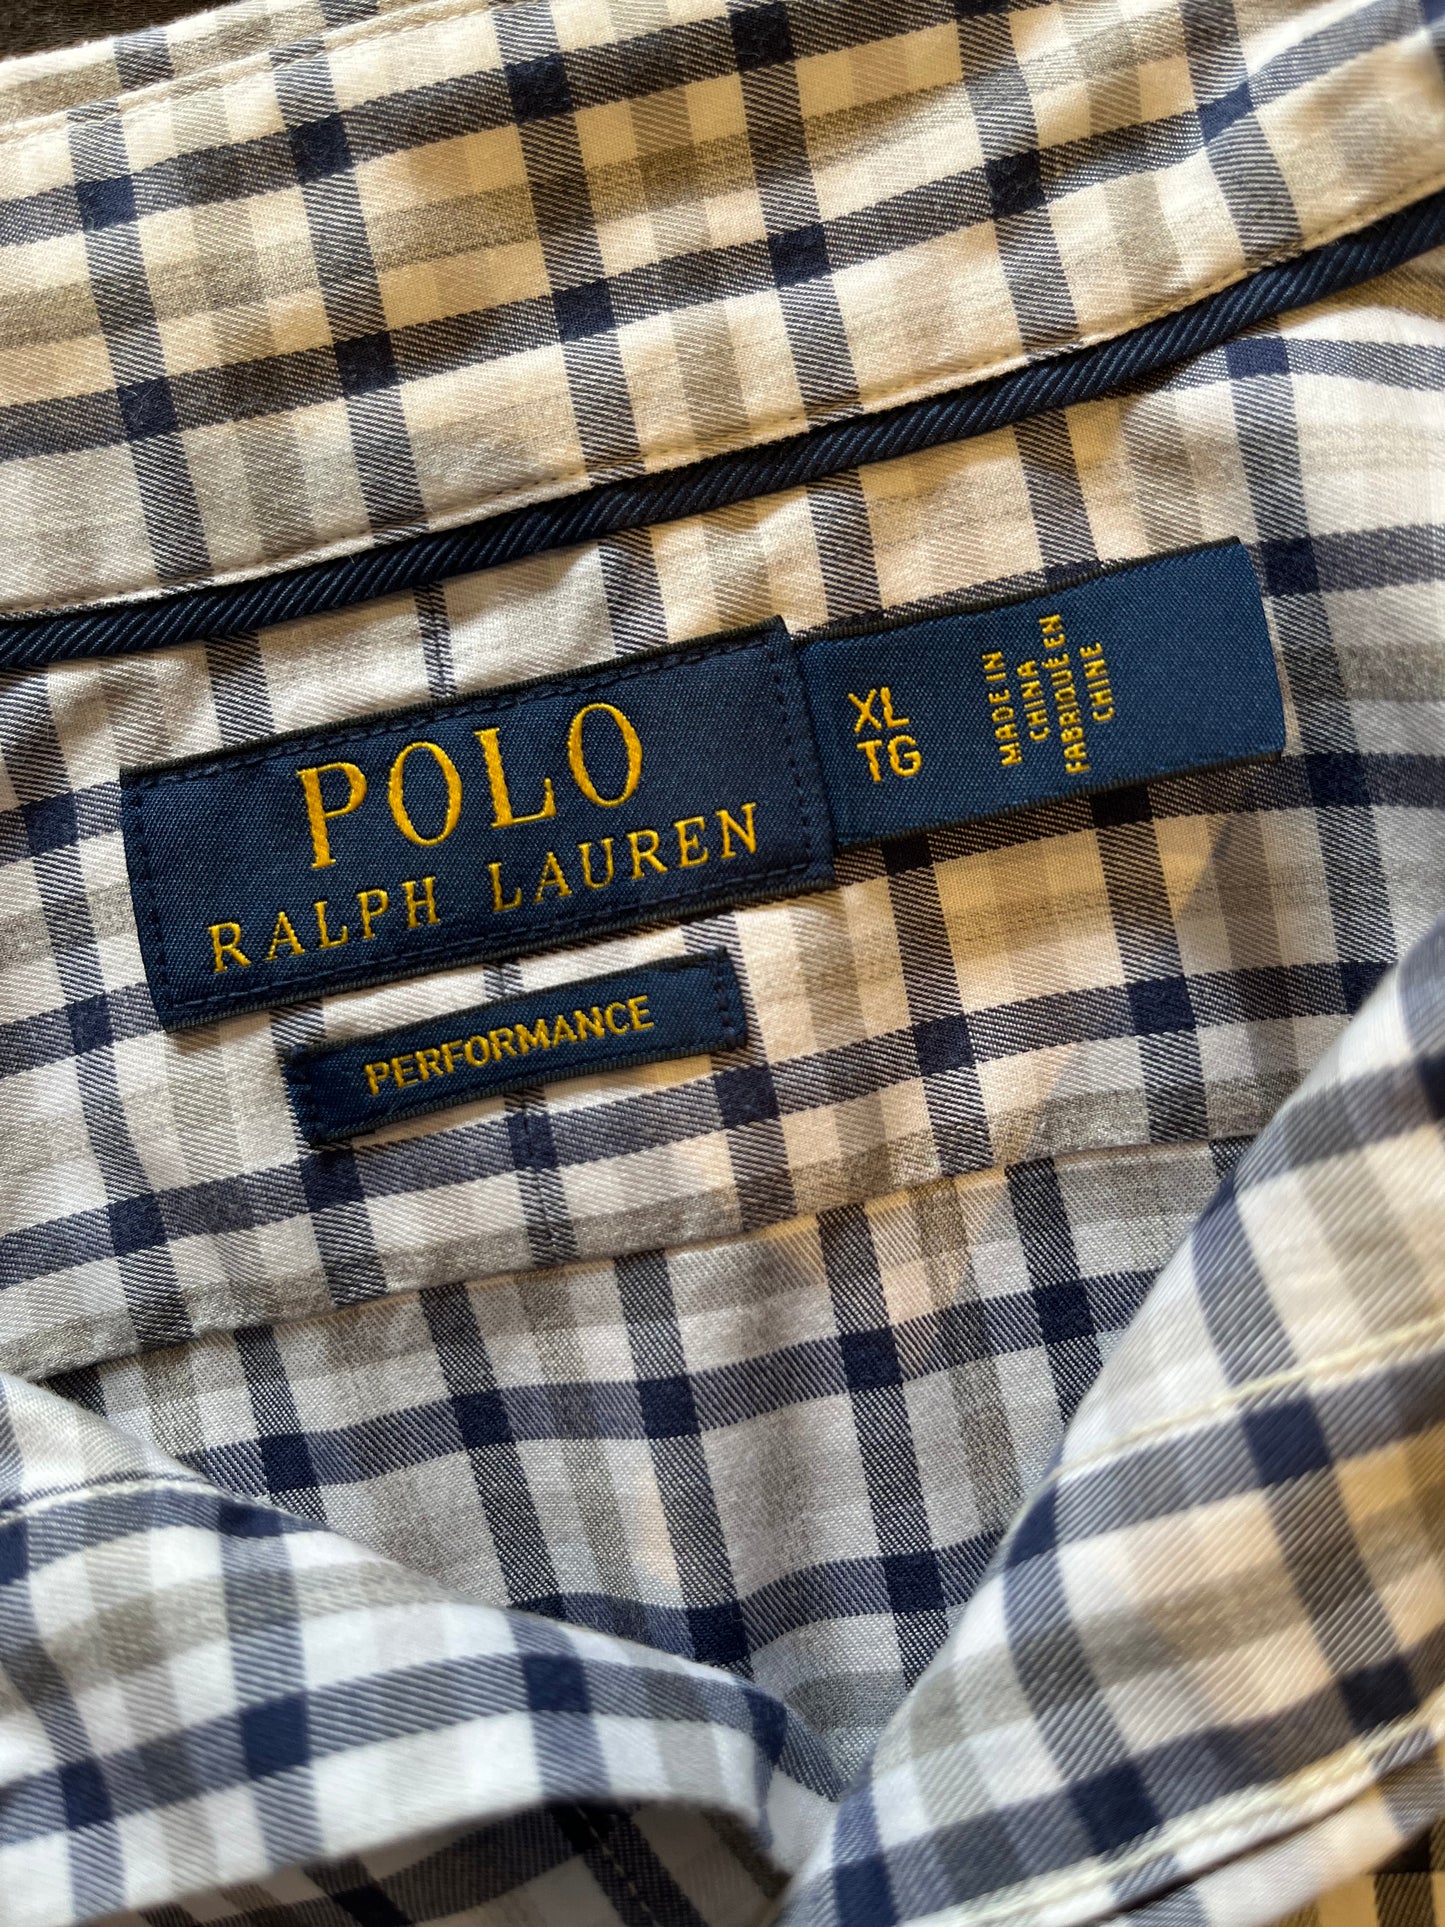 POLO
RALPH LAUREN
PERFORMANCE
XL
TG
MADE IN
CHINA
FABRIQUÉ EN
CHINE